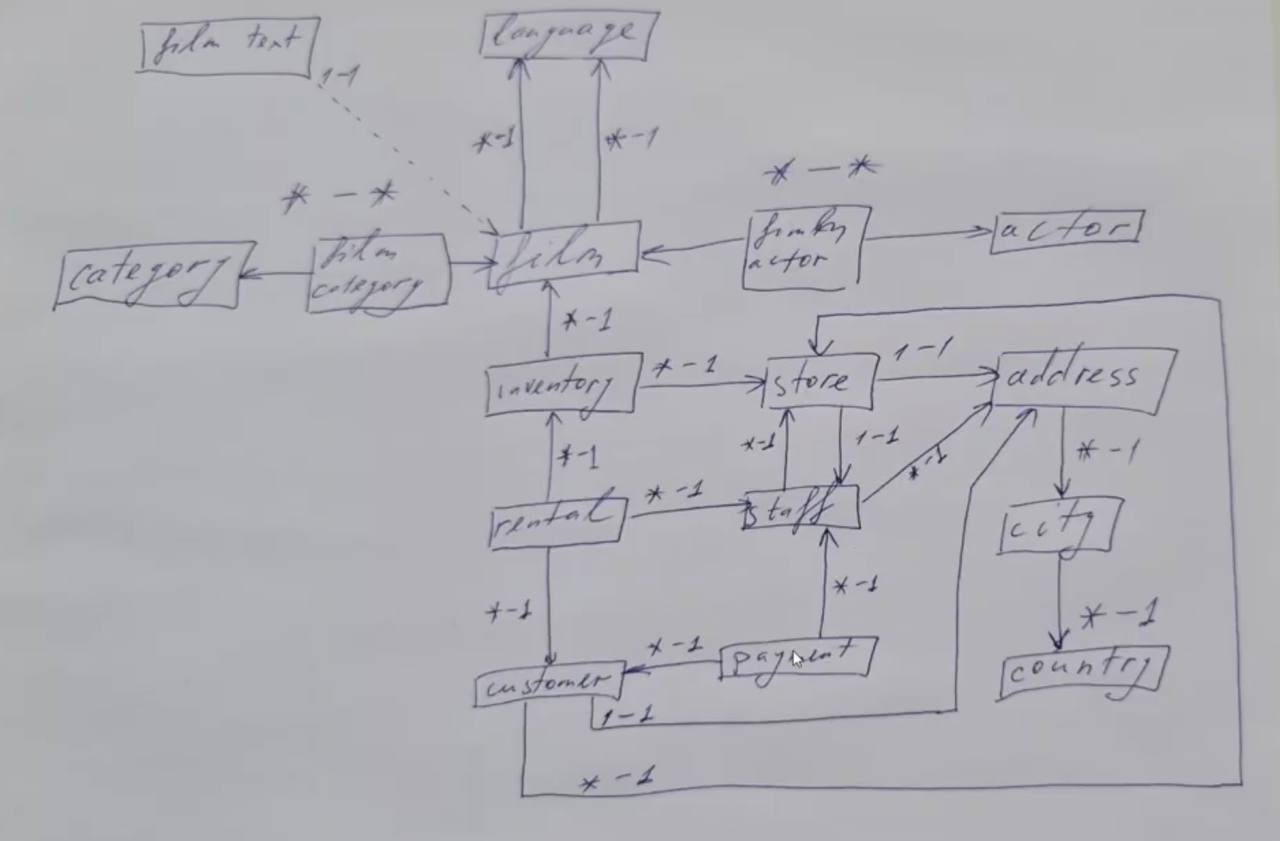 film text
language
1-1
*-1
*-1
* - *
* - *
category
film
category
film
actor
actor
*-1
inventory
*-1
store
1-1
address
*-1
*-1
1-1
*-1
*-1
rental
*-1
staff
city
*-1
*-1
*-1
customer
*-1
payment
country
1-1
*-1